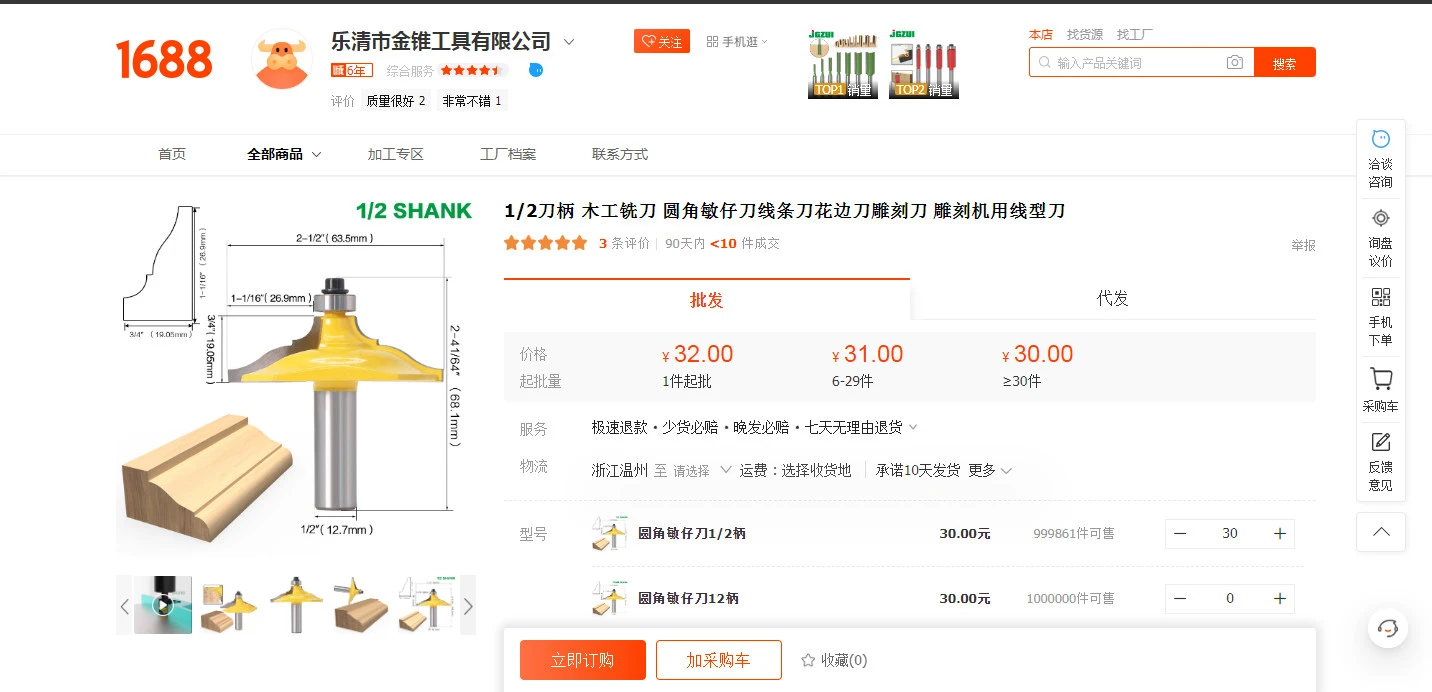 1688
乐清市金锥工具有限公司
6年 综合服务
评价 质量很好 2 非常不错 1
关注
手机逛
JGZUI
TOP1 销量
JGZUI
TOP2 销量
本店 找货源 找工厂
输入产品关键词 搜索
首页 全部商品 加工专区 工厂档案 联系方式
1/2 SHANK
2-1/2″(63.5mm)
1-1/16″(26.9mm)
1-1/16″(26.9mm)
3/4″(19.05mm)
3/4″(19.05mm)
2-41/64″(68.1mm)
1/2″(12.7mm)
1/2刀柄 木工铣刀 圆角敏仔刀线条刀花边刀雕刻刀 雕刻机用线型刀
3 条评价 90天内 <10 件成交
举报
批发 代发
价格 ¥32.00 ¥31.00 ¥30.00
起批量 1件起批 6-29件 ≥30件
服务 极速退款·少货必赔·晚发必赔·七天无理由退货
物流 浙江温州 至 请选择 运费：选择收货地 承诺10天发货 更多
型号 圆角敏仔刀1/2柄 30.00元 999861件可售 − 30 +
圆角敏仔刀12柄 30.00元 1000000件可售 − 0 +
立即订购 加采购车 收藏(0)
洽谈
咨询
询盘
议价
手机
下单
采购车
反馈
意见